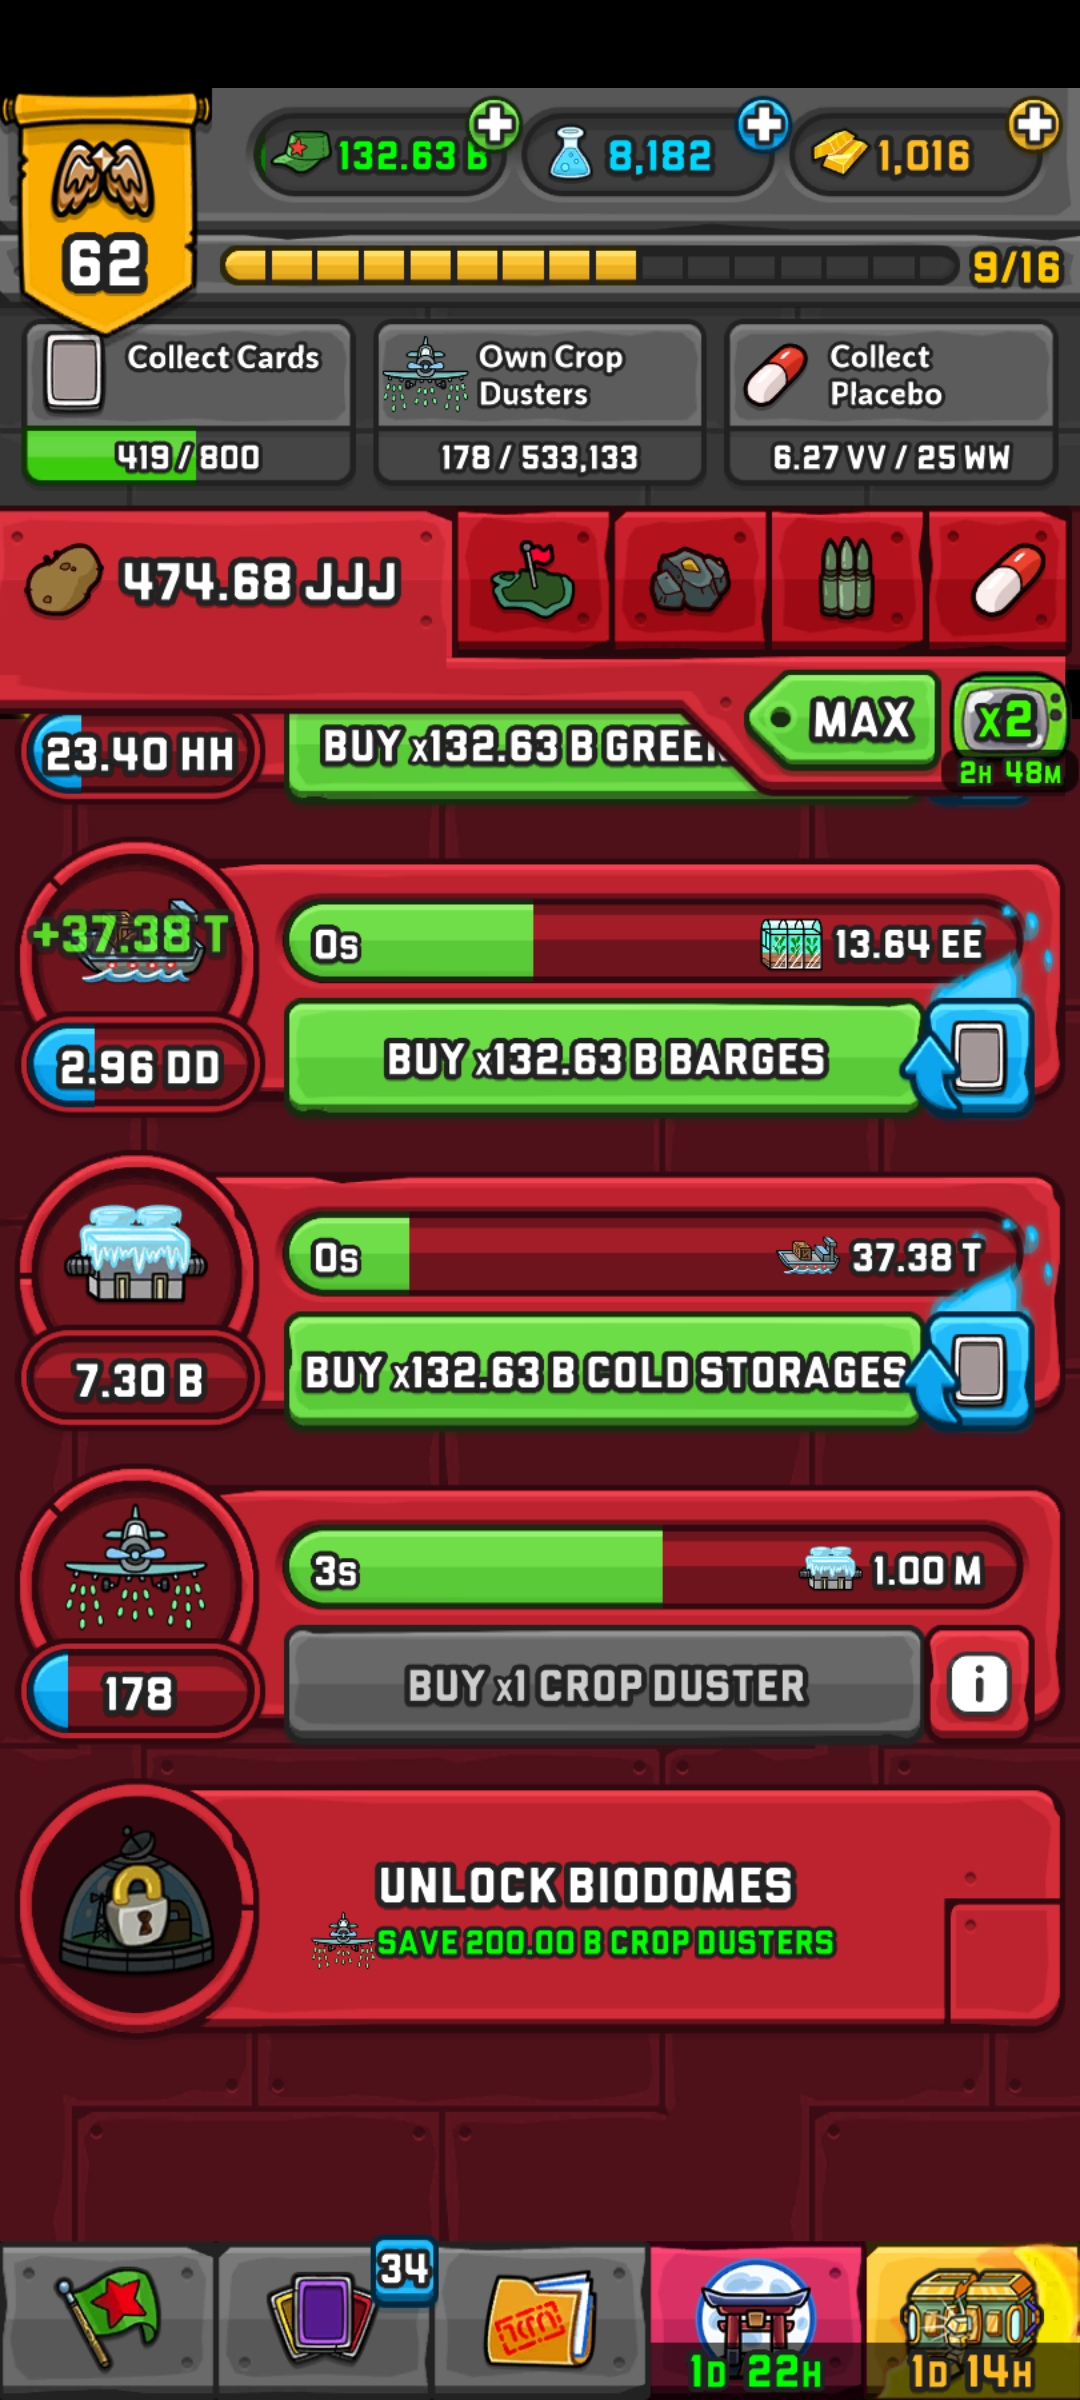 132.63 B
8,182
1,016
62
9/16
Collect Cards
419 / 800
Own Crop
Dusters
178 / 533,133
Collect
Placebo
6.27 VV / 25 WW
474.68 JJJ
MAX
x2
2H 48M
23.40 HH
BUY x132.63 B
+37.38 T
0s
13.64 EE
2.96 DD
BUY x132.63 B BARGES
0s
37.38 T
7.30 B
BUY x132.63 B COLD STORAGES
3s
1.00 M
178
BUY x1 CROP DUSTER
i
UNLOCK BIODOMES
SAVE 200.00 B CROP DUSTERS
34
1D 22H
1D 14H